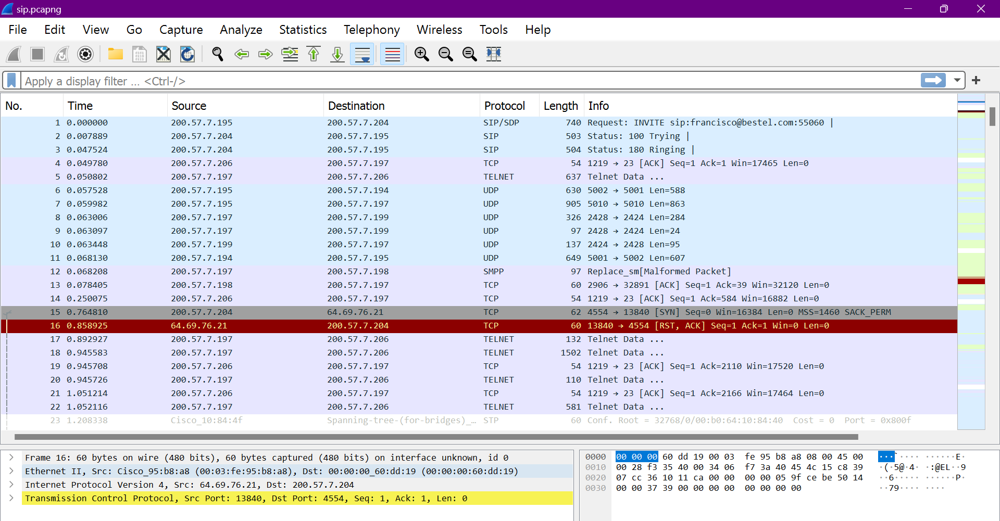 sip.pcapng
File Edit View Go Capture Analyze Statistics Telephony Wireless Tools Help
Apply a display filter ... <Ctrl-/>
No. Time Source Destination Protocol Length Info
1 0.000000 200.57.7.195 200.57.7.204 SIP/SDP 740 Request: INVITE sip:francisco@bestel.com:55060 |
2 0.007889 200.57.7.204 200.57.7.195 SIP 503 Status: 100 Trying |
3 0.047524 200.57.7.204 200.57.7.195 SIP 504 Status: 180 Ringing |
4 0.049780 200.57.7.206 200.57.7.197 TCP 54 1219 → 23 [ACK] Seq=1 Ack=1 Win=17465 Len=0
5 0.050802 200.57.7.197 200.57.7.206 TELNET 637 Telnet Data ...
6 0.057528 200.57.7.195 200.57.7.194 UDP 630 5002 → 5001 Len=588
7 0.059982 200.57.7.195 200.57.7.197 UDP 905 5010 → 5010 Len=863
8 0.063006 200.57.7.197 200.57.7.199 UDP 326 2428 → 2424 Len=284
9 0.063097 200.57.7.197 200.57.7.199 UDP 97 2428 → 2424 Len=24
10 0.063448 200.57.7.199 200.57.7.197 UDP 137 2424 → 2428 Len=95
11 0.068130 200.57.7.194 200.57.7.195 UDP 649 5001 → 5002 Len=607
12 0.068208 200.57.7.197 200.57.7.198 SMPP 97 Replace_sm[Malformed Packet]
13 0.078405 200.57.7.198 200.57.7.197 TCP 60 2906 → 32891 [ACK] Seq=1 Ack=39 Win=32120 Len=0
14 0.250075 200.57.7.206 200.57.7.197 TCP 54 1219 → 23 [ACK] Seq=1 Ack=584 Win=16882 Len=0
15 0.764810 200.57.7.204 64.69.76.21 TCP 62 4554 → 13840 [SYN] Seq=0 Win=16384 Len=0 MSS=1460 SACK_PERM
16 0.858925 64.69.76.21 200.57.7.204 TCP 60 13840 → 4554 [RST, ACK] Seq=1 Ack=1 Win=0 Len=0
17 0.892927 200.57.7.197 200.57.7.206 TELNET 132 Telnet Data ...
18 0.945583 200.57.7.197 200.57.7.206 TELNET 1502 Telnet Data ...
19 0.945708 200.57.7.206 200.57.7.197 TCP 54 1219 → 23 [ACK] Seq=1 Ack=2110 Win=17520 Len=0
20 0.945726 200.57.7.197 200.57.7.206 TELNET 110 Telnet Data ...
21 1.051214 200.57.7.206 200.57.7.197 TCP 54 1219 → 23 [ACK] Seq=1 Ack=2166 Win=17464 Len=0
22 1.052116 200.57.7.197 200.57.7.206 TELNET 581 Telnet Data ...
23 1.208338 Cisco_10:84:4f Spanning-tree-(for-bridges)_… STP 60 Conf. Root = 32768/0/00:b0:64:10:84:40 Cost = 0 Port = 0x800f
Frame 16: 60 bytes on wire (480 bits), 60 bytes captured (480 bits) on interface unknown, id 0
Ethernet II, Src: Cisco_95:b8:a8 (00:03:fe:95:b8:a8), Dst: 00:00:00_60:dd:19 (00:00:00:60:dd:19)
Internet Protocol Version 4, Src: 64.69.76.21, Dst: 200.57.7.204
Transmission Control Protocol, Src Port: 13840, Dst Port: 4554, Seq: 1, Ack: 1, Len: 0
0000 00 00 00 60 dd 19 00 03 fe 95 b8 a8 08 00 45 00 ···`···· ······E·
0010 00 28 f3 35 40 00 34 06 f7 3a 40 45 4c 15 c8 39 ·(·5@·4· ·:@EL··9
0020 07 cc 36 10 11 ca 00 00 00 00 05 9f ce be 50 14 ··6····· ······P·
0030 00 00 37 39 00 00 00 00 00 00 00 00 ··79···· ····